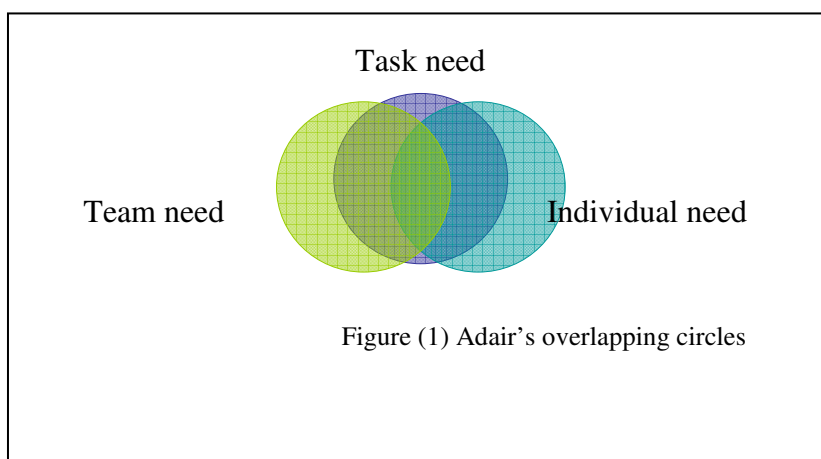 Task need
Team need
Individual need
Figure (1) Adair's overlapping circles